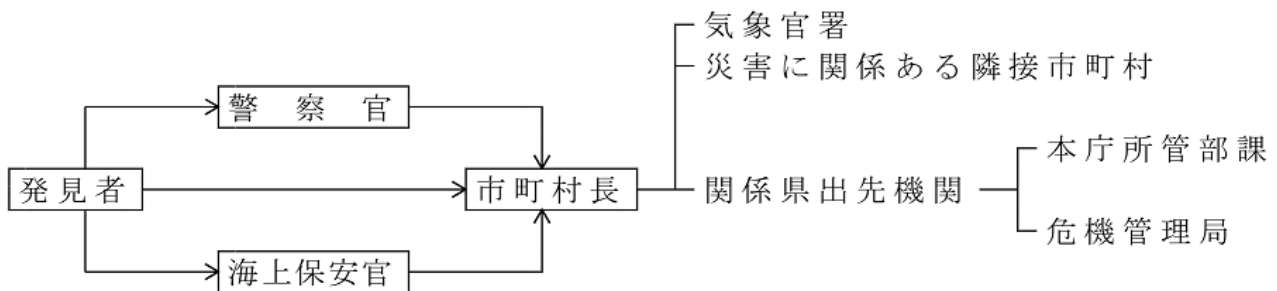 気象官署
災害に関係ある隣接市町村
警察官
本庁所管部課
発見者
市町村長
関係県出先機関
危機管理局
海上保安官